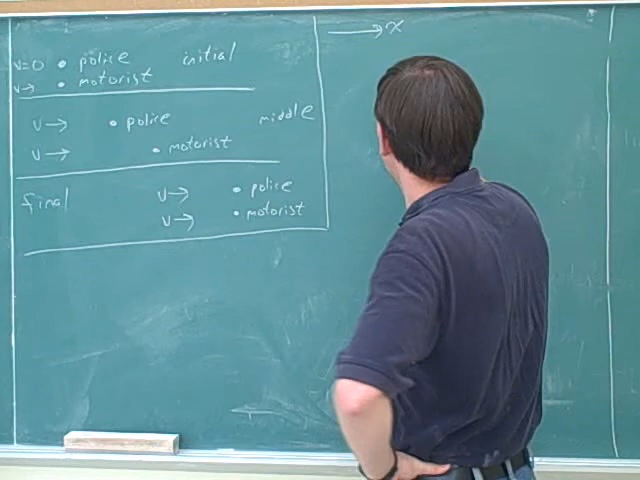 v=0 • police initial
v→ • motorist
v→ • police middle
v→ • motorist
final v→ • police
v→ • motorist
→ x